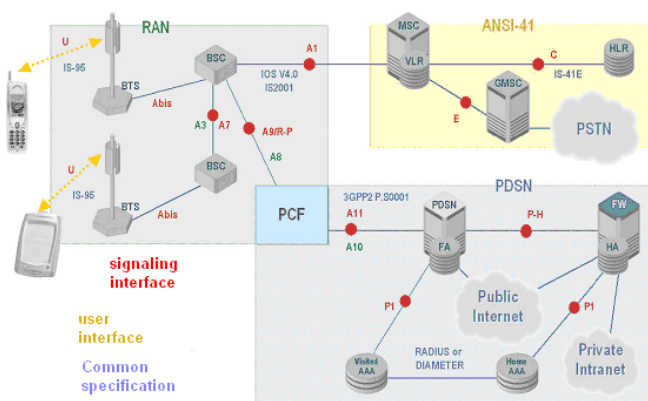 RAN
ANSI-41
MSC
VLR
HLR
GMSC
PSTN
C
IS-41E
E
A1
IOS V4.0
IS2001
U
IS-95
BTS
Abis
BSC
A3
A7
A9/R-P
A8
BSC
U
IS-95
BTS
Abis
PCF
3GPP2 P.S0001
A11
A10
PDSN
PDSN
FA
P-H
FW
HA
Public
Internet
P1
P1
Private
Intranet
Visited
AAA
RADIUS or
DIAMETER
Home
AAA
signaling
interface
user
interface
Common
specification